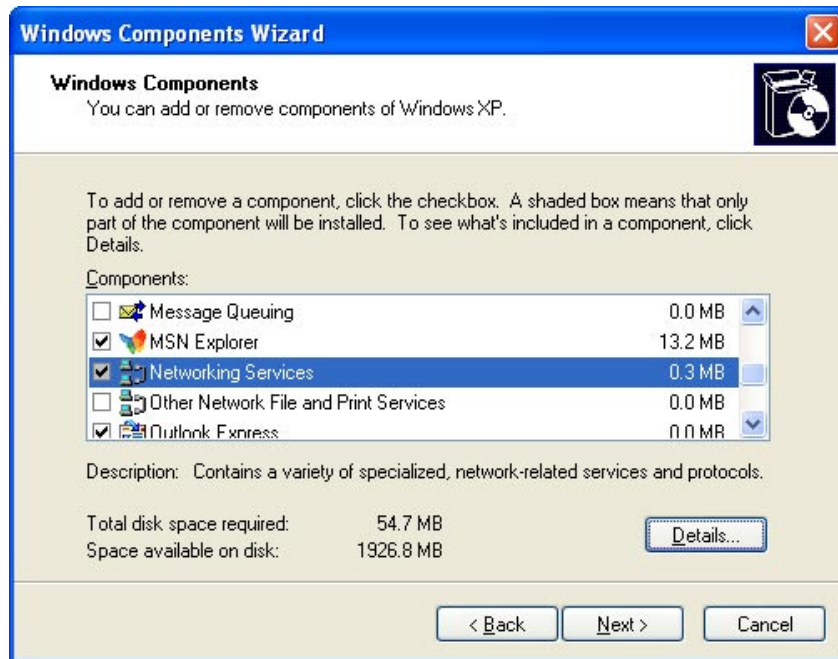 Windows Components Wizard
Windows Components
You can add or remove components of Windows XP.
To add or remove a component, click the checkbox. A shaded box means that only
part of the component will be installed. To see what's included in a component, click
Details.
Components:
Message Queuing 0.0 MB
MSN Explorer 13.2 MB
Networking Services 0.3 MB
Other Network File and Print Services 0.0 MB
Outlook Express 0.0 MB
Description: Contains a variety of specialized, network-related services and protocols.
Total disk space required: 54.7 MB
Space available on disk: 1926.8 MB
Details...
< Back Next > Cancel